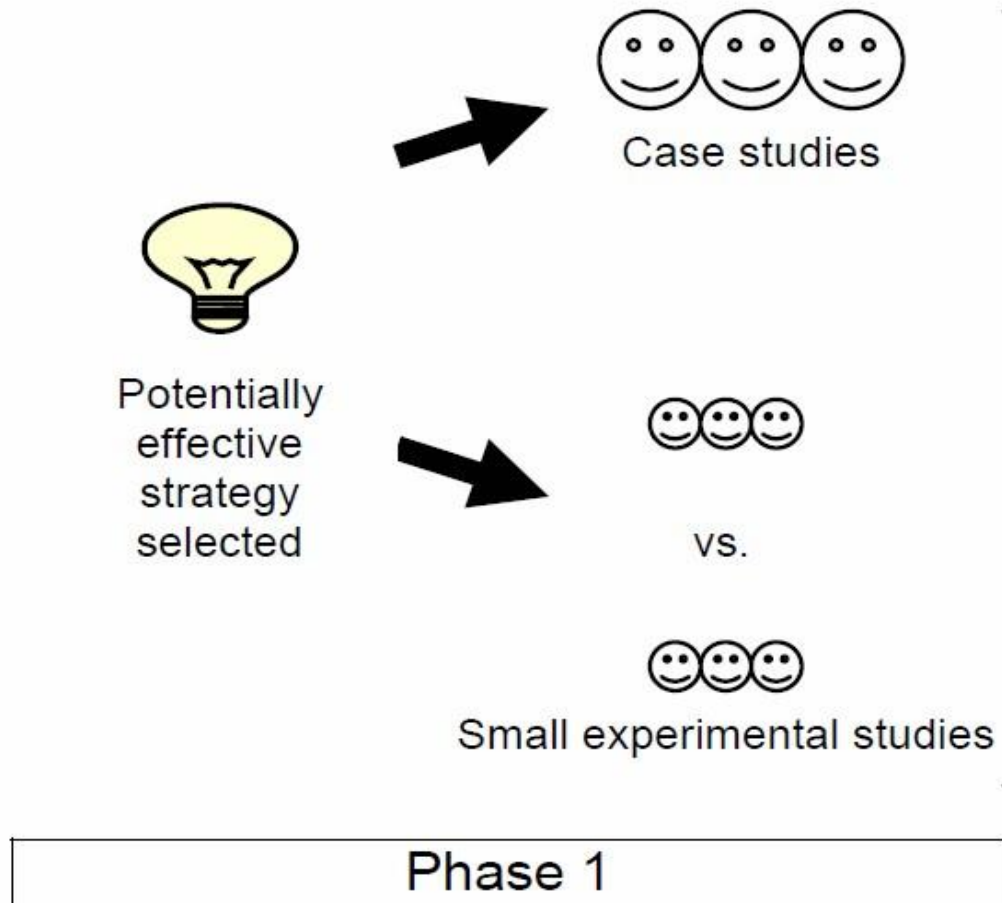 Case studies
Potentially
effective
strategy
selected
vs.
Small experimental studies
Phase 1